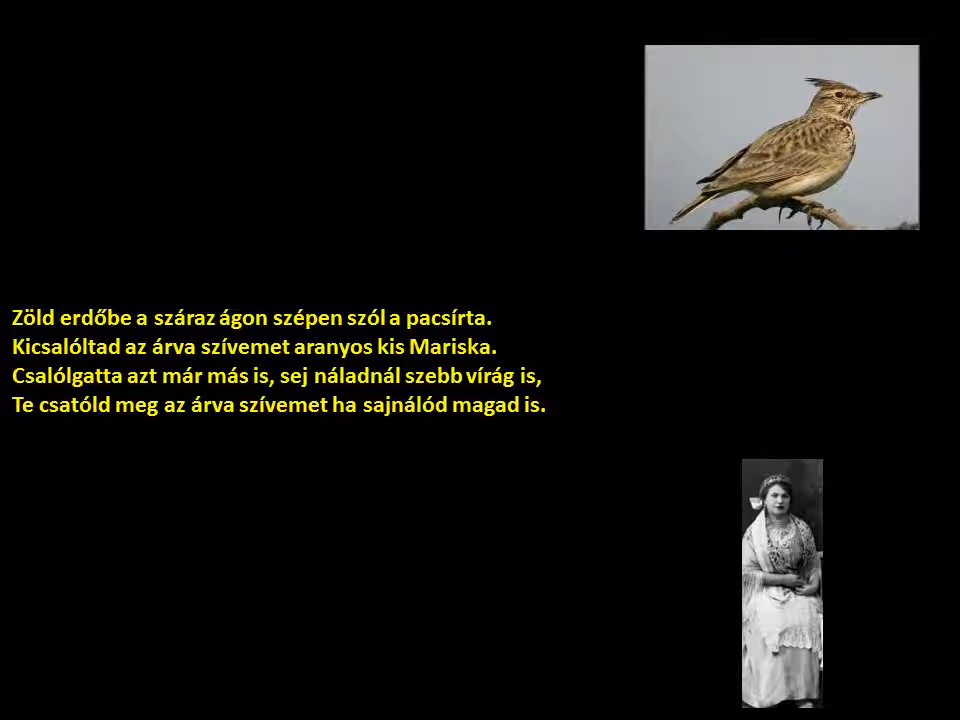 Zöld erdőbe a száraz ágon szépen szól a pacsírta.
Kicsalóltad az árva szívemet aranyos kis Mariska.
Csalólgatta azt már más is, sej náladnál szebb vírág is,
Te csatóld meg az árva szívemet ha sajnálód magad is.